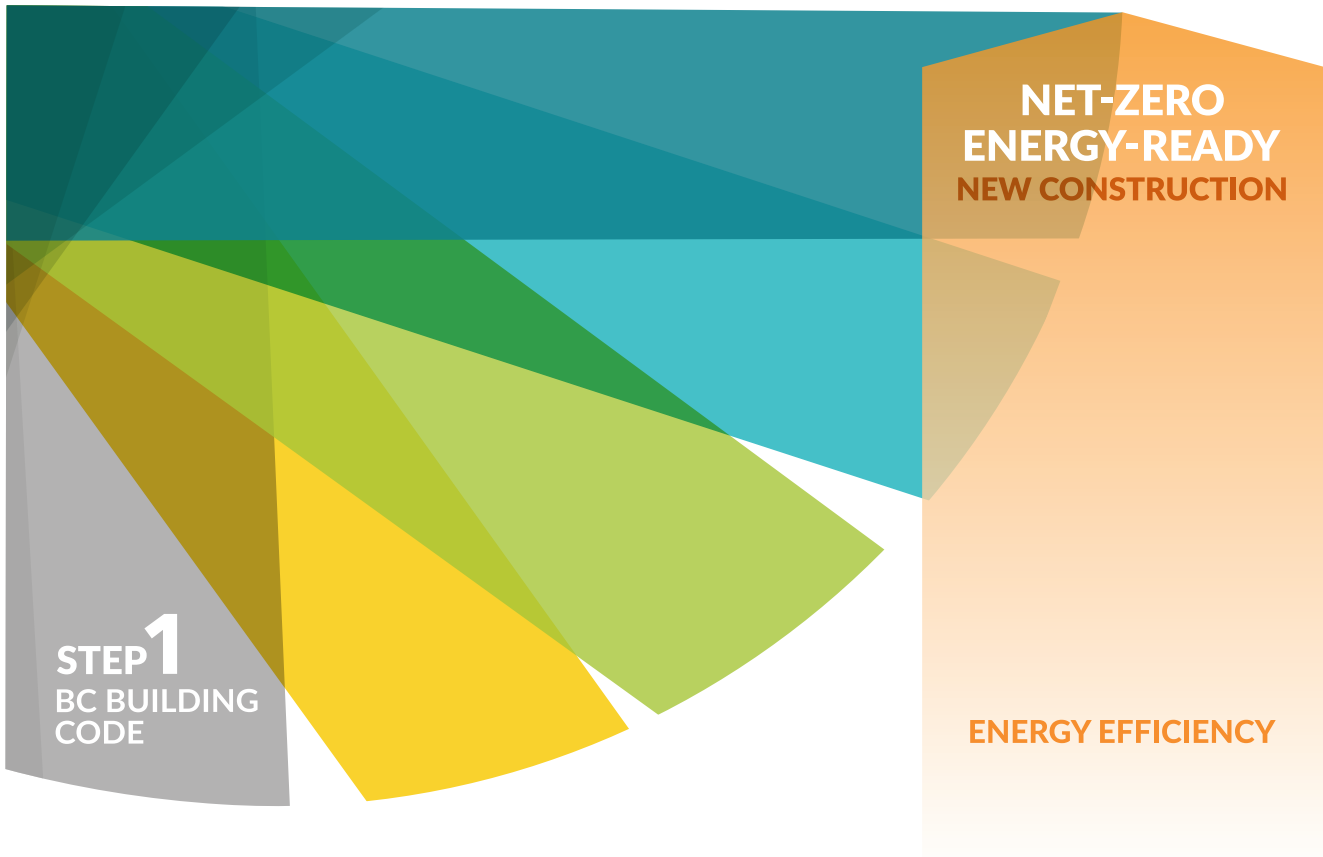 NET-ZERO
ENERGY-READY
NEW CONSTRUCTION
STEP 1
BC BUILDING
CODE
ENERGY EFFICIENCY